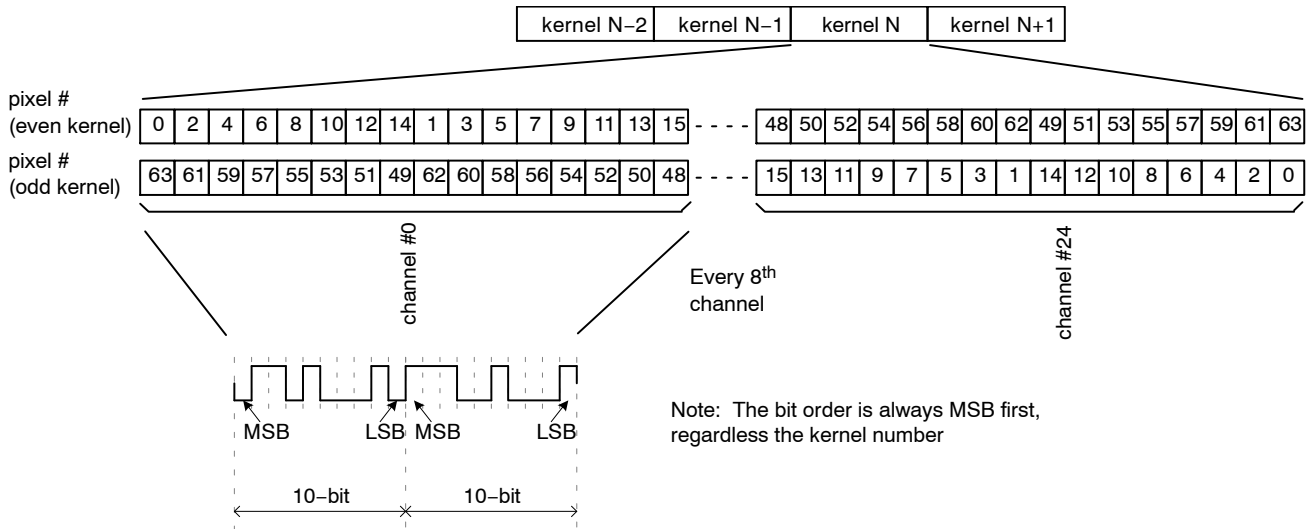 kernel N−2 kernel N−1 kernel N kernel N+1
pixel #
(even kernel) 0 2 4 6 8 10 12 14 1 3 5 7 9 11 13 15 - - - - 48 50 52 54 56 58 60 62 49 51 53 55 57 59 61 63
pixel #
(odd kernel) 63 61 59 57 55 53 51 49 62 60 58 56 54 52 50 48 - - - - 15 13 11 9 7 5 3 1 14 12 10 8 6 4 2 0
channel #0
Every 8th
channel
channel #24
MSB LSB MSB LSB
Note: The bit order is always MSB first,
regardless the kernel number
10−bit 10−bit